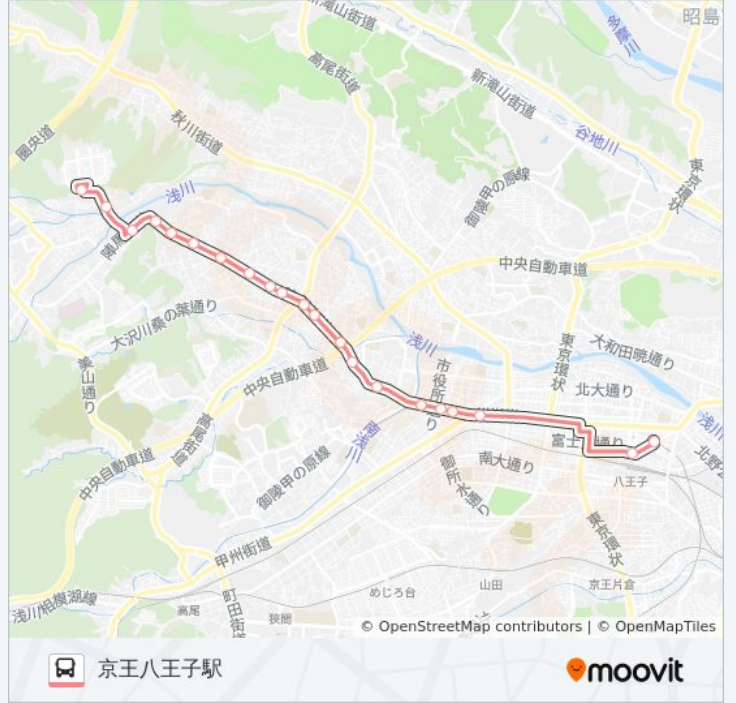 昭島
新滝山街道
多摩川
高尾街道
新滝山街道
秋川街道
谷地川
圏央道
東京環状
浅川
御陵甲の原線
中央自動車道
大沢川桑の葉通り
浅川
東京環状
大和田暁通り
美山通り
中央自動車道
市役所
り
北大通り
高尾街道
南浅川
富士
通り
浅川
中央自動車道
御陵甲の原線
御所水通り
南大通り
八王子
甲州街道
東京環状
めじろ台
山田
京王片倉
浅川相模湖線
高尾
町田街道
狭間
© OpenStreetMap contributors | © OpenMapTiles
京王八王子駅
moovit